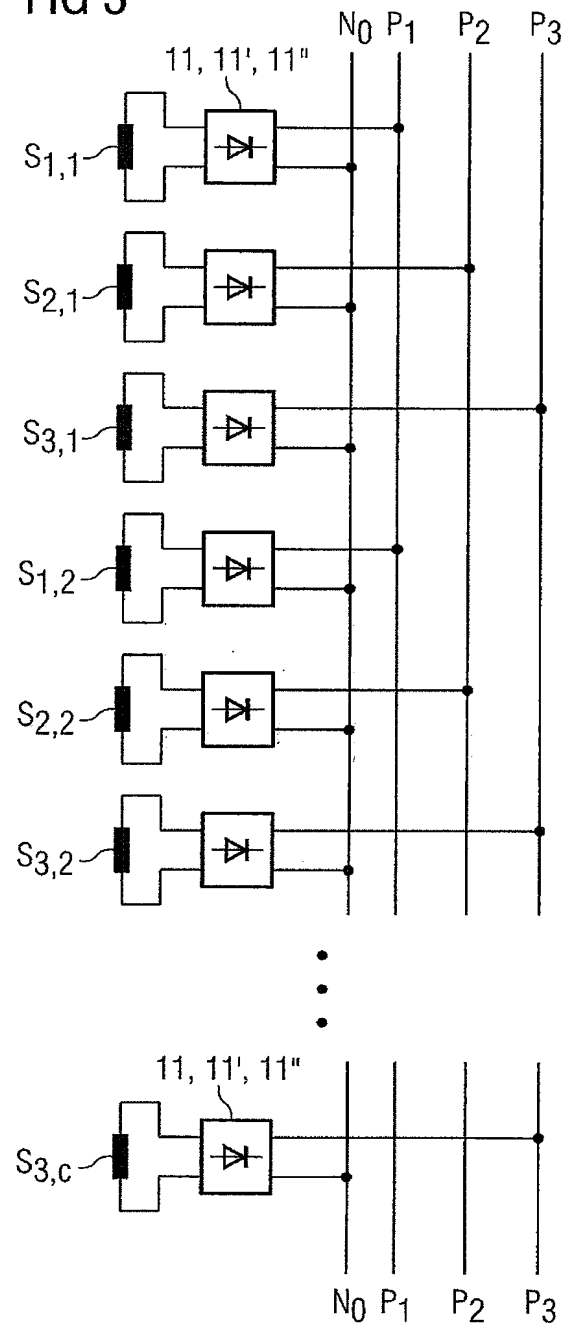 FIG 3
N0 P1 P2 P3
11, 11', 11"
S1,1
S2,1
S3,1
S1,2
S2,2
S3,2
11, 11', 11"
S3,c
N0 P1 P2 P3